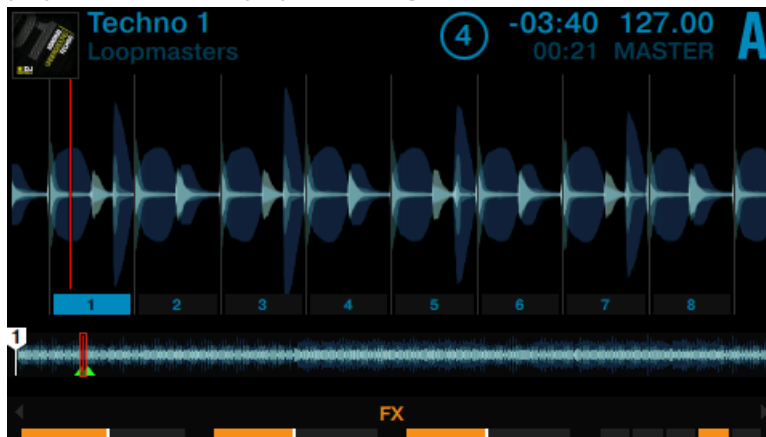 Techno 1
Loopmasters
4
-03:40 127.00
00:21 MASTER
A
1 2 3 4 5 6 7 8
1
FX